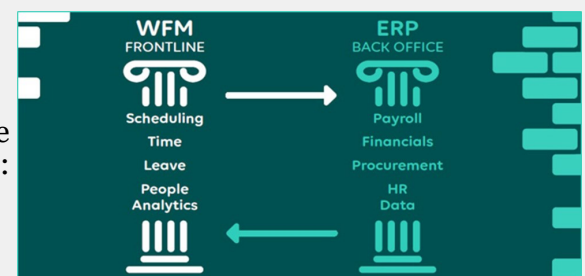 WFM
FRONTLINE
Scheduling
Time
Leave
People
Analytics
ERP
BACK OFFICE
Payroll
Financials
Procurement
HR
Data
e
: